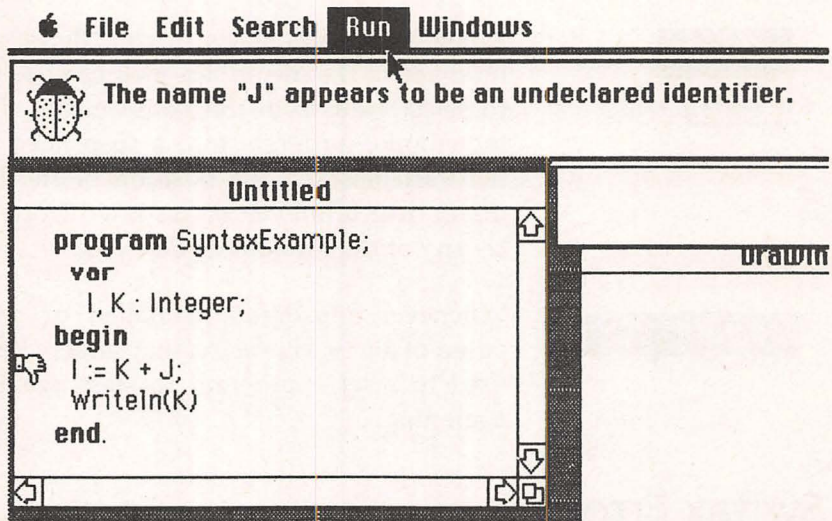 File Edit Search Run Windows
The name "J" appears to be an undeclared identifier.
Untitled
program SyntaxExample;
var
I, K : Integer;
begin
I := K + J;
Writeln(K)
end.
Drawin